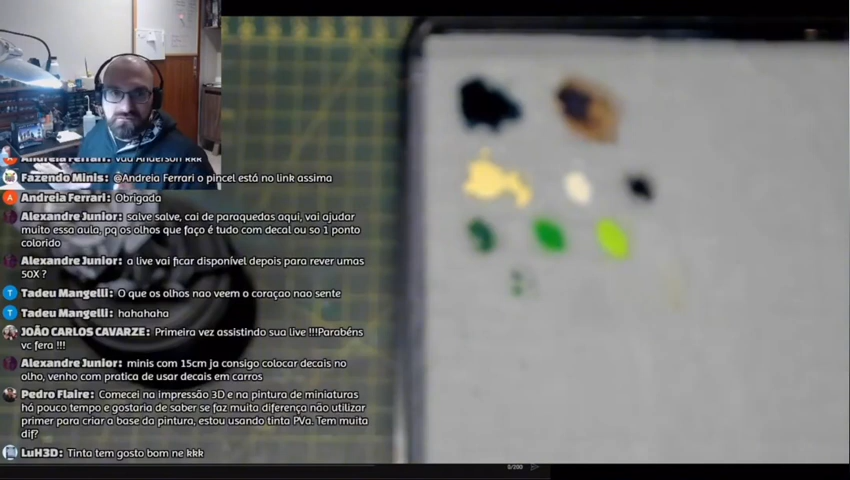 Andreia Ferrari: Vau Anderson kkk
Fazendo Minis: @Andreia Ferrari o pincel está no link assima
Andreia Ferrari: Obrigada
Alexandre Junior: salve salve, cai de paraquedas aqui, vai ajudar
muito essa aula, pq os olhos que faço é tudo com decal ou so 1 ponto
colorido
Alexandre Junior: a live vai ficar disponível depois para rever umas
50X ?
Tadeu Mangelli: O que os olhos nao veem o coraçao nao sente
Tadeu Mangelli: hahahaha
JOÃO CARLOS CAVARZE: Primeira vez assistindo sua live !!!Parabéns
vc fera !!!
Alexandre Junior: minis com 15cm ja consigo colocar decais no
olho, venho com pratica de usar decais em carros
Pedro Flaire: Comecei na impressão 3D e na pintura de miniaturas
há pouco tempo e gostaria de saber se faz muita diferença não utilizar
primer para criar a base da pintura, estou usando tinta PVa. Tem muita
dif?
LuH3D: Tinta tem gosto bom ne kkk
0/200